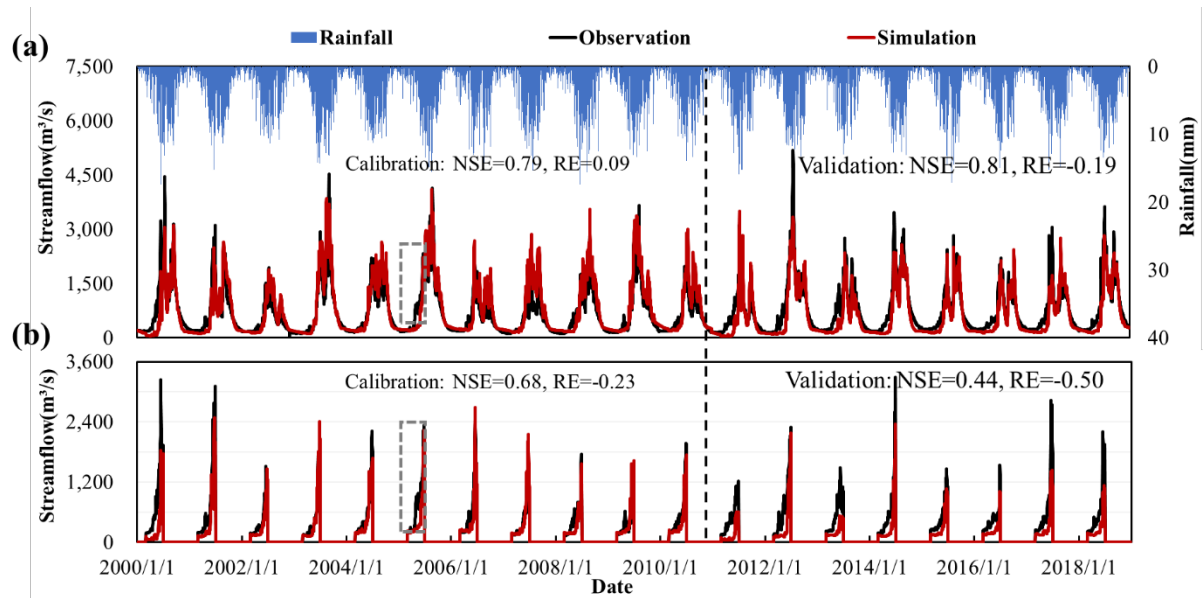 (a)
Rainfall Observation Simulation
7,500
6,000
4,500
3,000
1,500
0
Streamflow(m³/s)
0
10
20
30
40
Rainfall(mm)
Calibration: NSE=0.79, RE=0.09
Validation: NSE=0.81, RE=-0.19
(b)
3,600
2,400
1,200
0
Streamflow(m³/s)
Calibration: NSE=0.68, RE=-0.23
Validation: NSE=0.44, RE=-0.50
2000/1/1 2002/1/1 2004/1/1 2006/1/1 2008/1/1 2010/1/1 2012/1/1 2014/1/1 2016/1/1 2018/1/1
Date